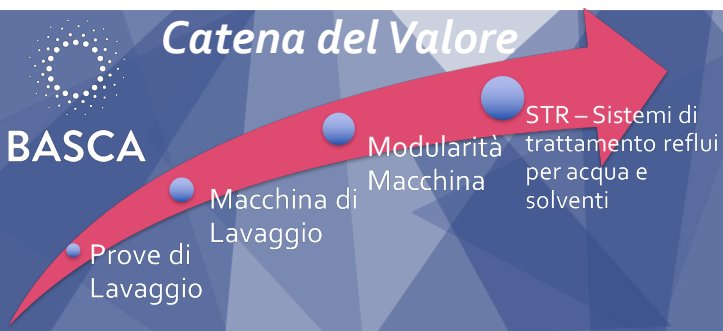 Catena del Valore
BASCA
Prove di
Lavaggio
Macchina di
Lavaggio
Modularità
Macchina
STR – Sistemi di
trattamento reflui
per acqua e
solventi